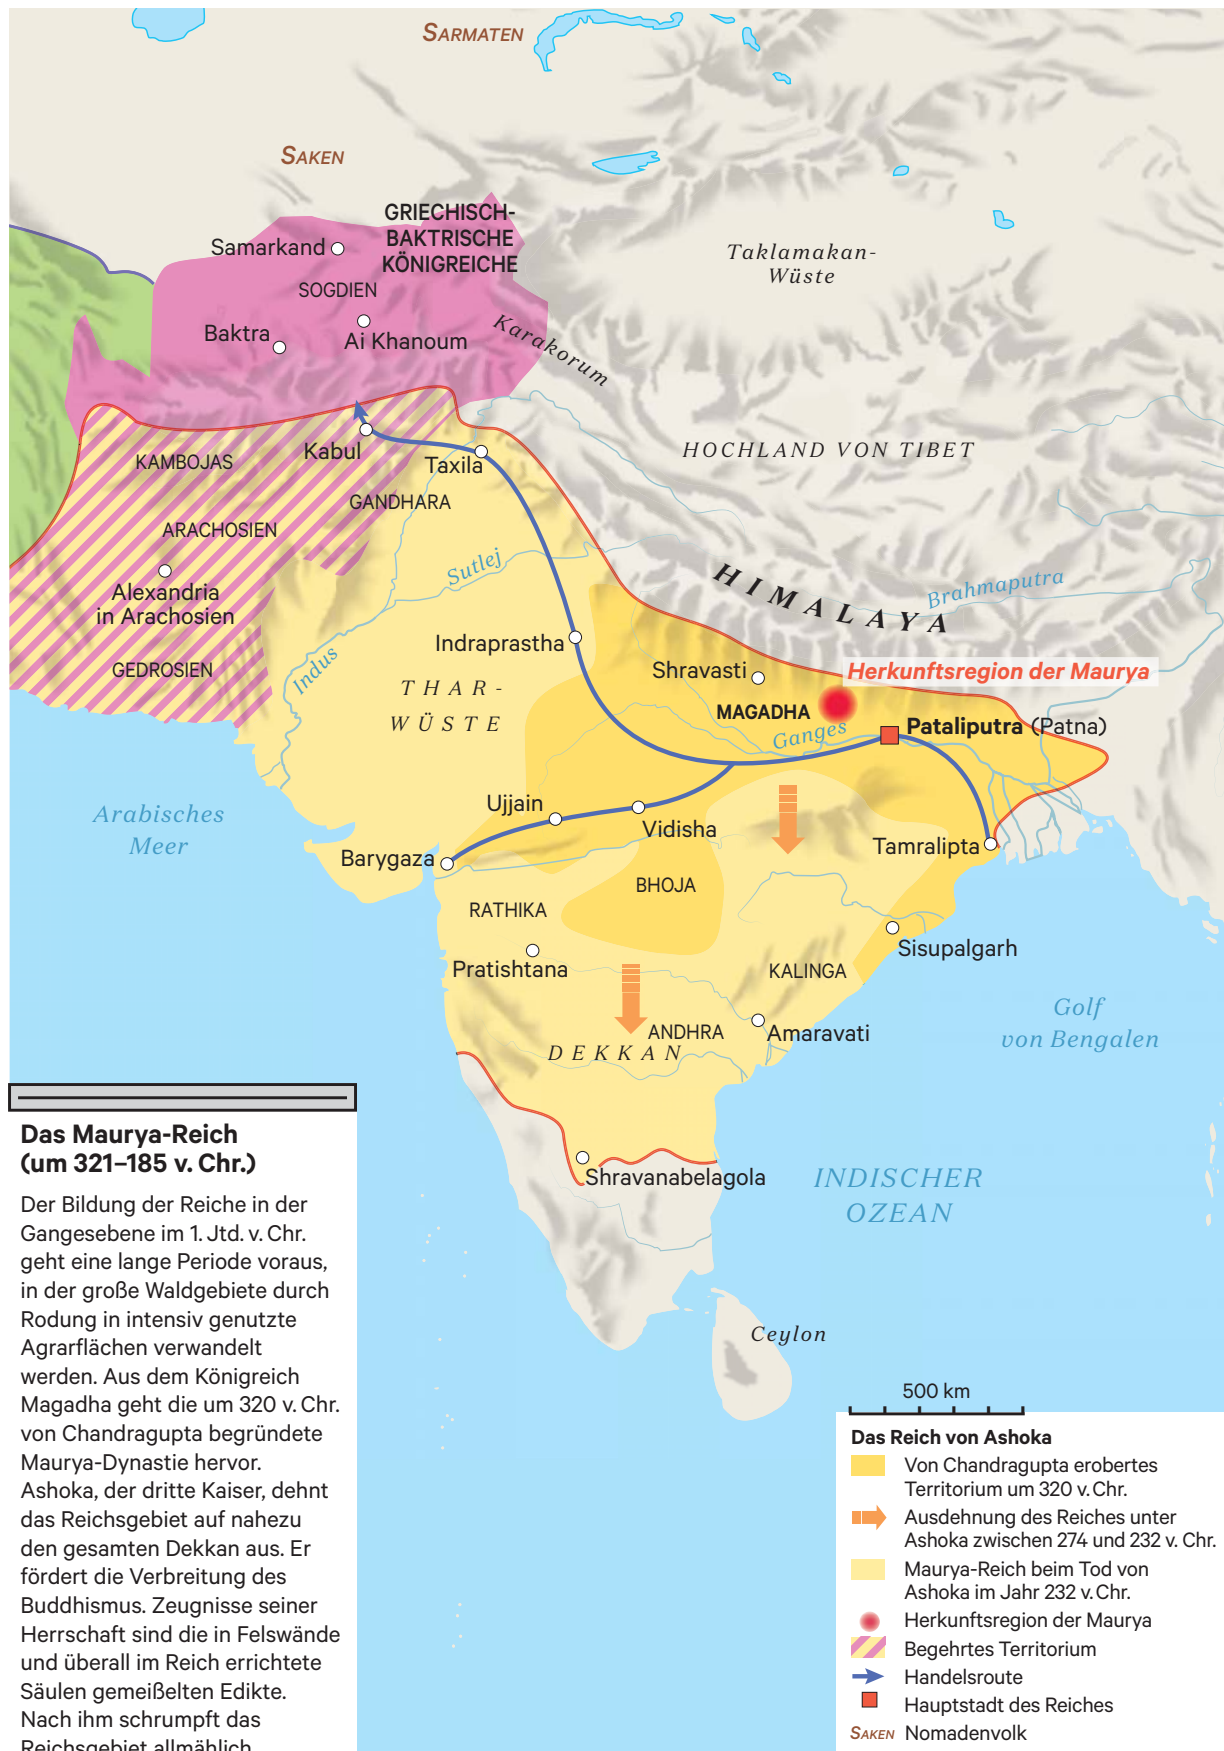 SARMATEN
SAKEN
GRIECHISCH-
BAKTRISCHE
KÖNIGREICHE
Samarkand
SOGDIEN
Taklamakan-
Wüste
Baktra
Ai Khanoum
Karakorum
KAMBOJAS
Kabul
Taxila
HOCHLAND VON TIBET
GANDHARA
ARACHOSIEN
Sutlej
Alexandria
in Arachosien
HIMALAYA
Brahmaputra
Indraprastha
GEDROSIEN
Indus
Shravasti
Herkunftsregion der Maurya
THAR-
WÜSTE
MAGADHA
Ganges
Pataliputra (Patna)
Arabisches
Meer
Ujjain
Vidisha
Barygaza
Tamralipta
BHOJA
RATHIKA
Sisupalgarh
Pratishtana
KALINGA
Golf
von Bengalen
ANDHRA
Amaravati
DEKKAN
Shravanabelagola
INDISCHER
OZEAN
Ceylon
Das Maurya-Reich
(um 321–185 v. Chr.)
Der Bildung der Reiche in der
Gangesebene im 1. Jtd. v. Chr.
geht eine lange Periode voraus,
in der große Waldgebiete durch
Rodung in intensiv genutzte
Agrarflächen verwandelt
werden. Aus dem Königreich
Magadha geht die um 320 v. Chr.
von Chandragupta begründete
Maurya-Dynastie hervor.
Ashoka, der dritte Kaiser, dehnt
das Reichsgebiet auf nahezu
den gesamten Dekkan aus. Er
fördert die Verbreitung des
Buddhismus. Zeugnisse seiner
Herrschaft sind die in Felswände
und überall im Reich errichtete
Säulen gemeißelten Edikte.
Nach ihm schrumpft das
Reichsgebiet allmählich
500 km
Das Reich von Ashoka
Von Chandragupta erobertes
Territorium um 320 v. Chr.
Ausdehnung des Reiches unter
Ashoka zwischen 274 und 232 v. Chr.
Maurya-Reich beim Tod von
Ashoka im Jahr 232 v. Chr.
Herkunftsregion der Maurya
Begehrtes Territorium
Handelsroute
Hauptstadt des Reiches
SAKEN Nomadenvolk